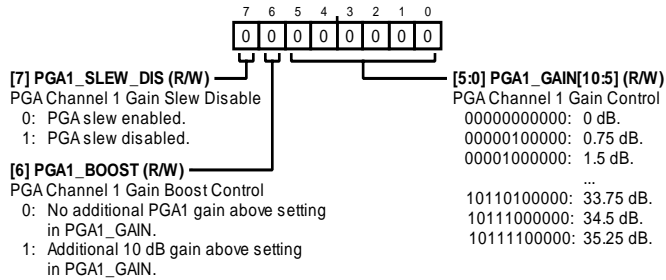 7 6 5 4 3 2 1 0
0 0 0 0 0 0 0 0
[7] PGA1_SLEW_DIS (R/W)
PGA Channel 1 Gain Slew Disable
0: PGA slew enabled.
1: PGA slew disabled.
[6] PGA1_BOOST (R/W)
PGA Channel 1 Gain Boost Control
0: No additional PGA1 gain above setting
in PGA1_GAIN.
1: Additional 10 dB gain above setting
in PGA1_GAIN.
[5:0] PGA1_GAIN[10:5] (R/W)
PGA Channel 1 Gain Control
00000000000: 0 dB.
00000100000: 0.75 dB.
00001000000: 1.5 dB.
...
10110100000: 33.75 dB.
10111000000: 34.5 dB.
10111100000: 35.25 dB.